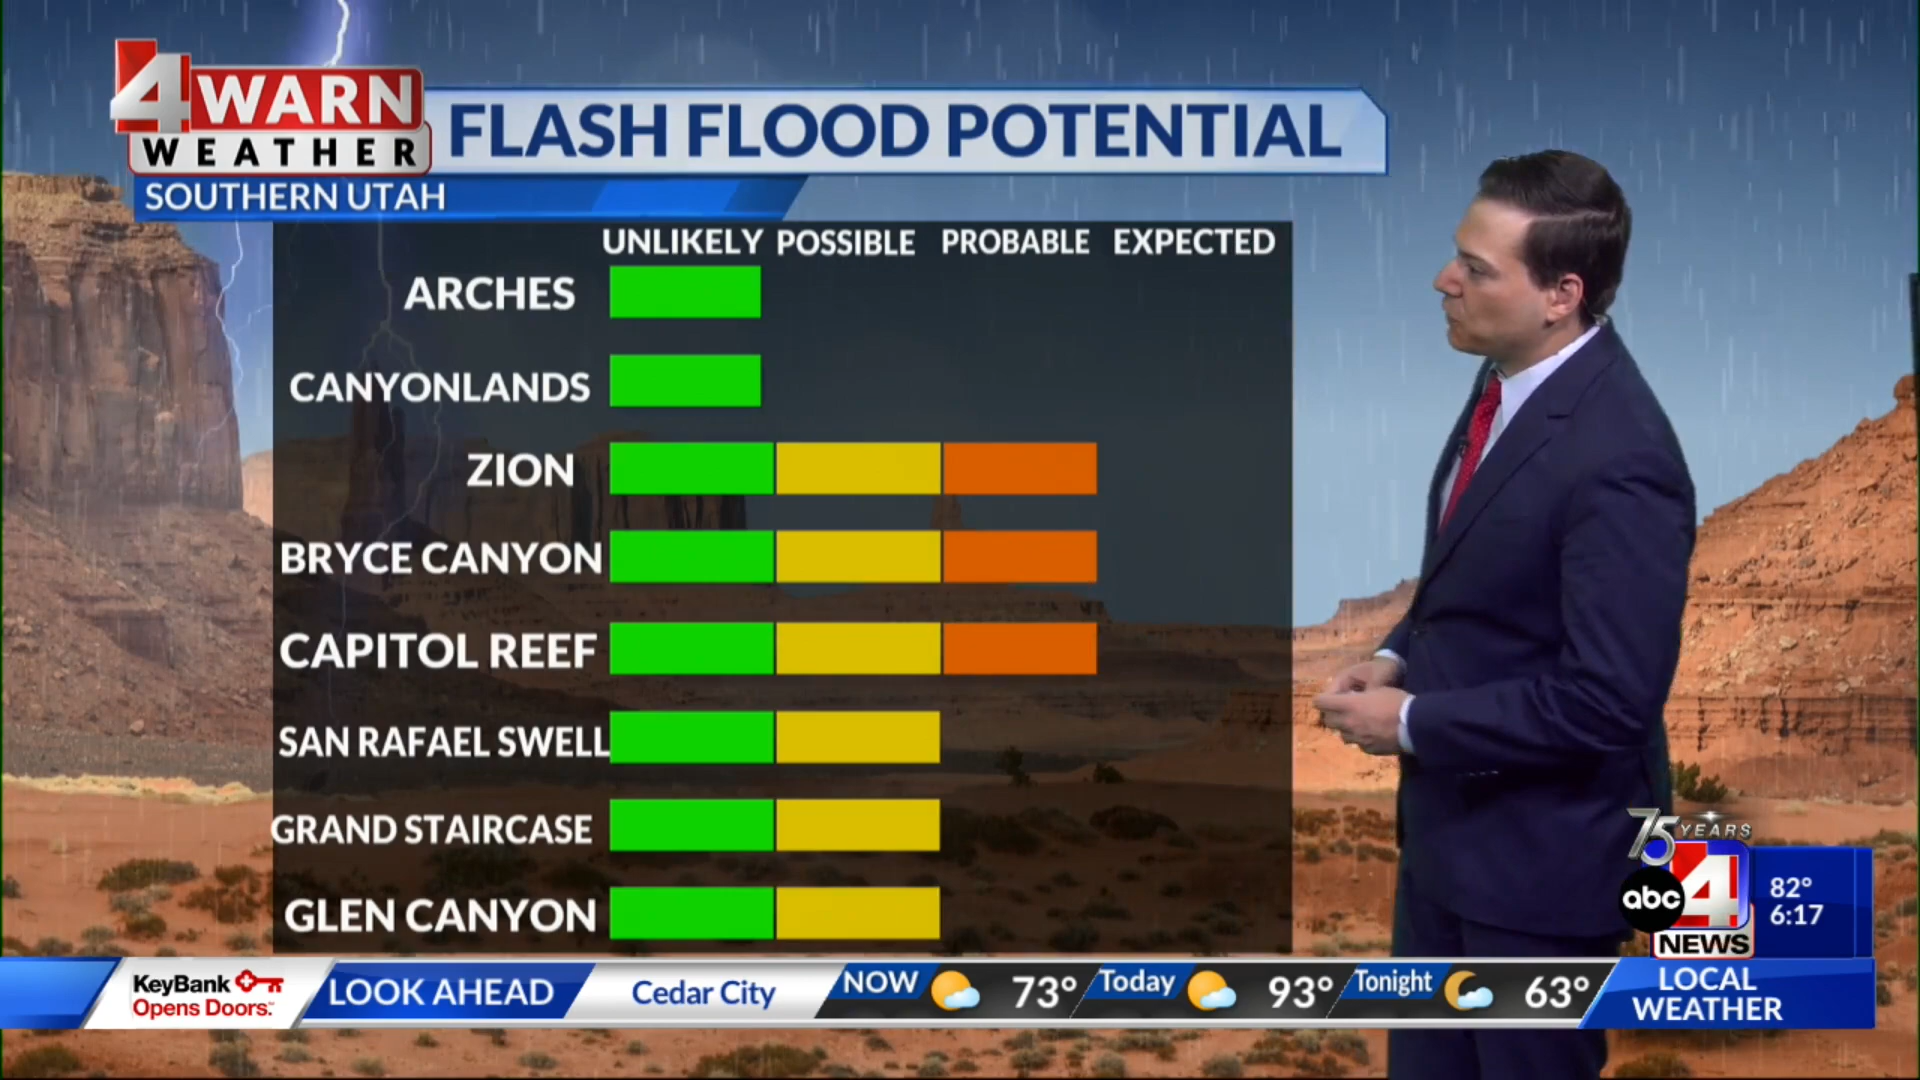 4WARN
WEATHER
FLASH FLOOD POTENTIAL
SOUTHERN UTAH
UNLIKELY POSSIBLE PROBABLE EXPECTED
ARCHES
CANYONLANDS
ZION
BRYCE CANYON
CAPITOL REEF
SAN RAFAEL SWELL
GRAND STAIRCASE
GLEN CANYON
75 YEARS
abc 4
NEWS
82°
6:17
KeyBank
Opens Doors.
LOOK AHEAD
Cedar City
NOW 73°
Today 93°
Tonight 63°
LOCAL
WEATHER